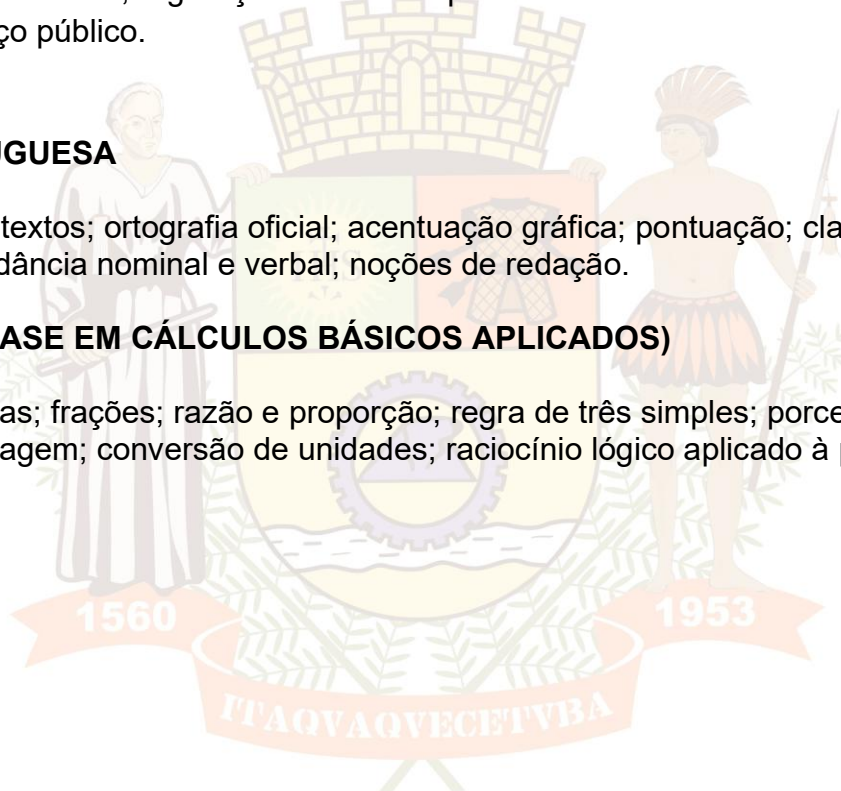 ço público.
UGUESA
textos; ortografia oficial; acentuação gráfica; pontuação; cla
dância nominal e verbal; noções de redação.
ASE EM CÁLCULOS BÁSICOS APLICADOS)
as; frações; razão e proporção; regra de três simples; porce
agem; conversão de unidades; raciocínio lógico aplicado à p
1560
1953
ITAQVAQVECETVBA